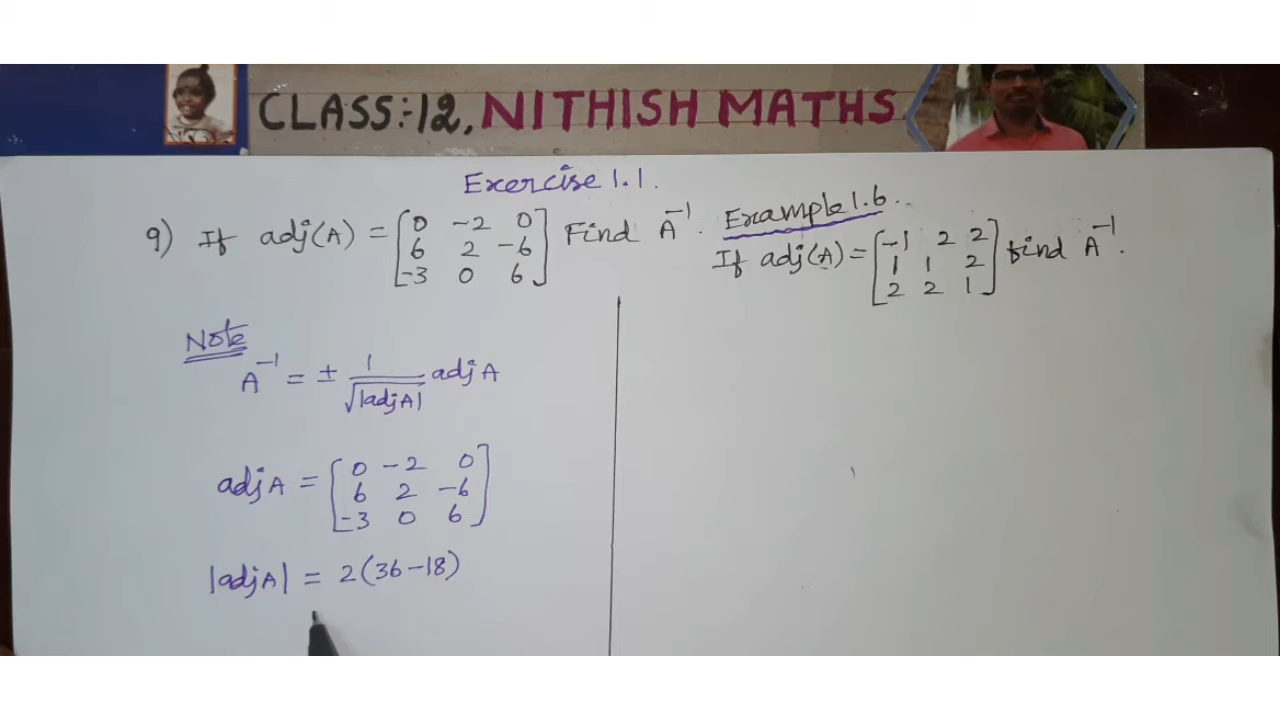 CLASS:-12, NITHISH MATHS
Exercise 1.1.
9) If adj(A) = [0 -2 0
6 2 -6
-3 0 6] Find A⁻¹.
Example 1.6.
If adj(A) = [-1 2 2
1 1 2
2 2 1] find A⁻¹.
Note
A⁻¹ = ± 1/√|adjA| adj A
adj A = [0 -2 0
6 2 -6
-3 0 6]
|adjA| = 2(36-18)